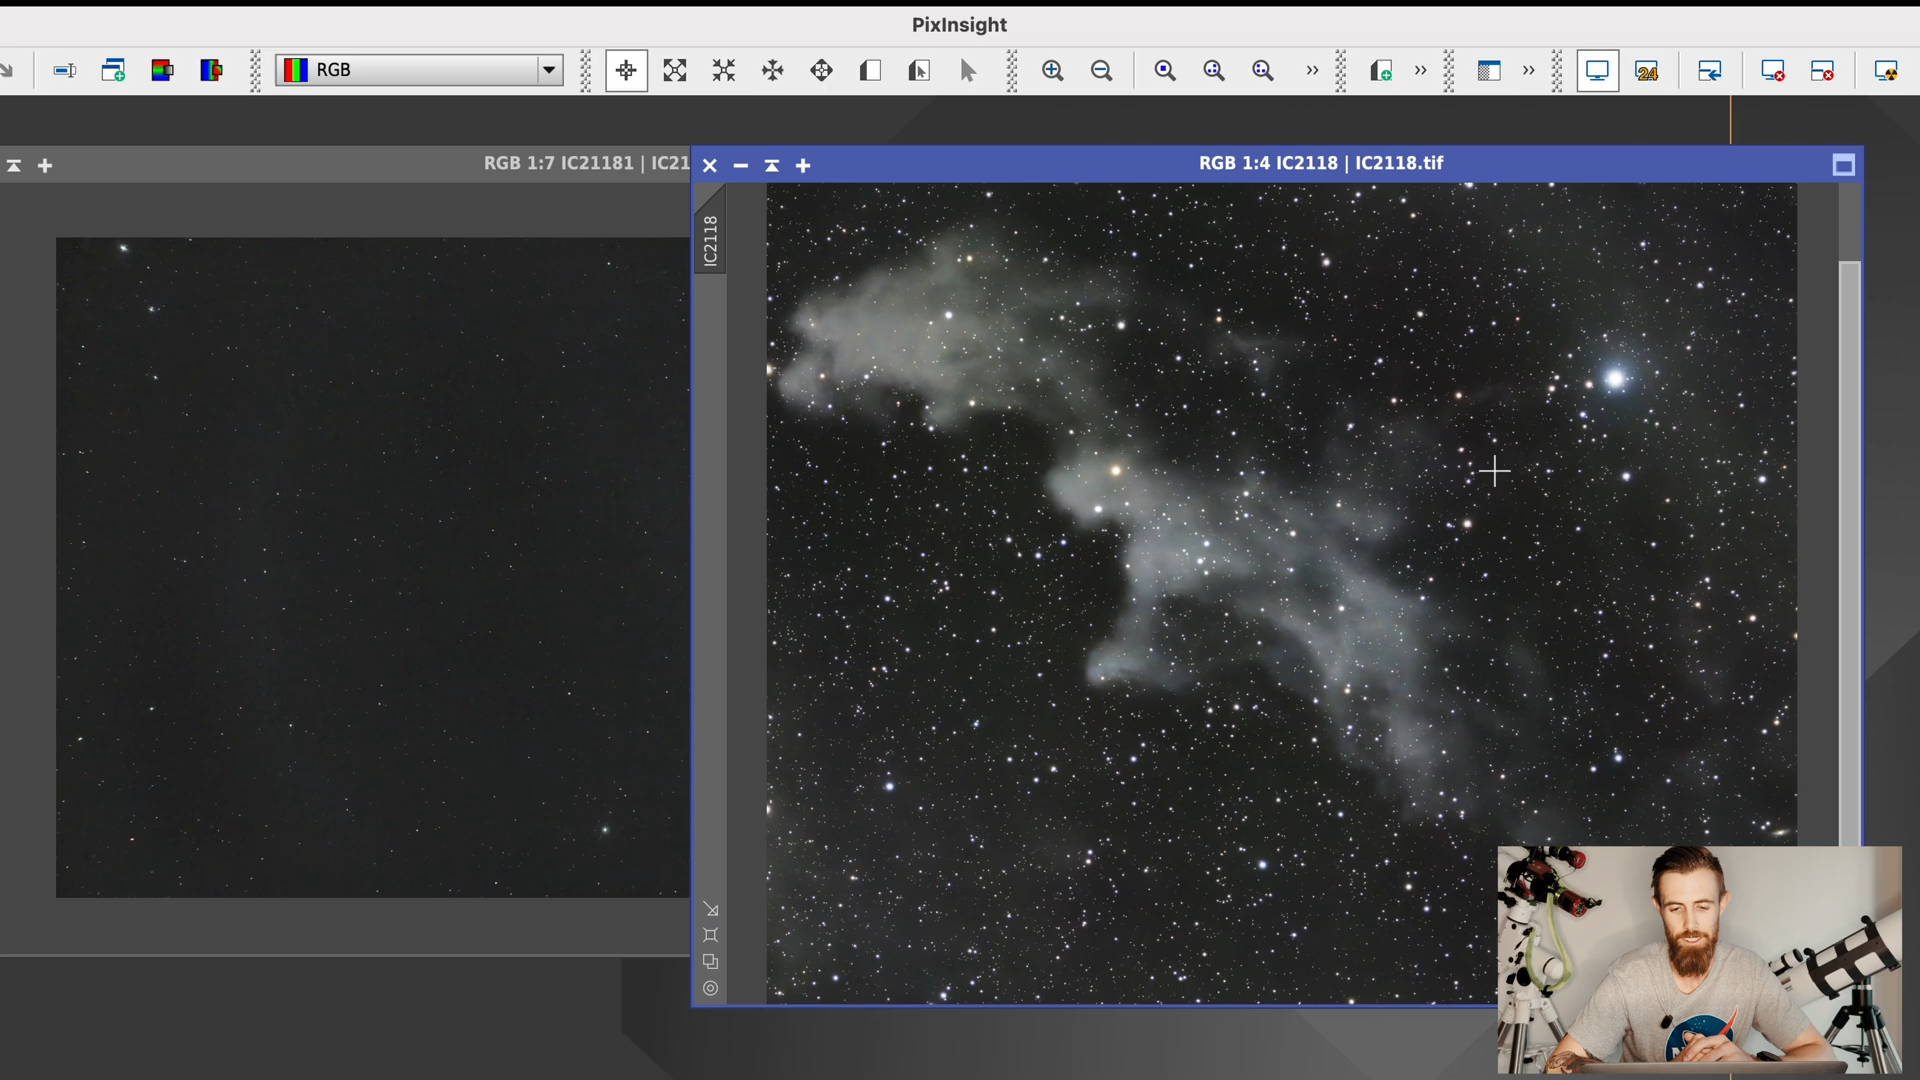 PixInsight
RGB
24
RGB 1:7 IC21181 | IC21
RGB 1:4 IC2118 | IC2118.tif
IC2118